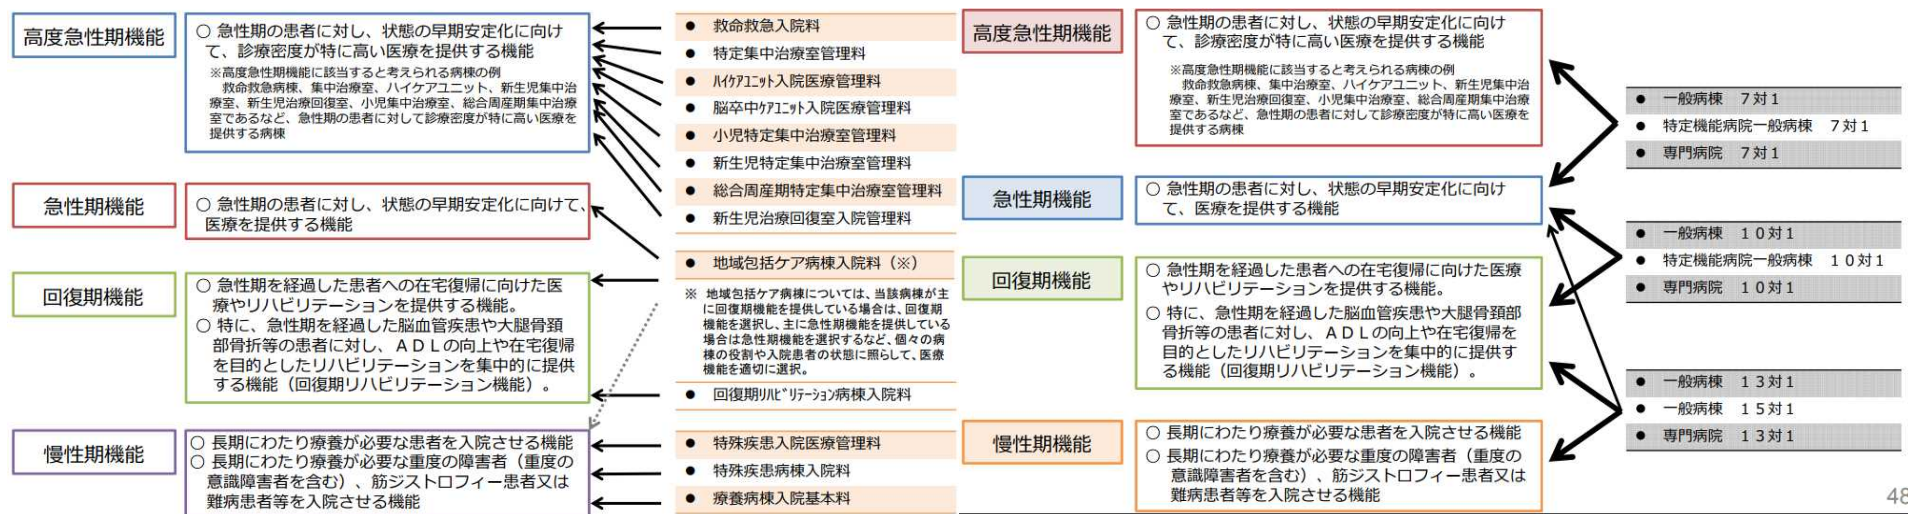 高度急性期機能
○ 急性期の患者に対し、状態の早期安定化に向け
て、診療密度が特に高い医療を提供する機能
※高度急性期機能に該当すると考えられる病棟の例
救命救急病棟、集中治療室、ハイケアユニット、新生児集中治
療室、新生児治療回復室、小児集中治療室、総合周産期集中治療
室であるなど、急性期の患者に対して診療密度が特に高い医療を
提供する病棟
急性期機能
○ 急性期の患者に対し、状態の早期安定化に向けて、
医療を提供する機能
回復期機能
○ 急性期を経過した患者への在宅復帰に向けた医
療やリハビリテーションを提供する機能。
○ 特に、急性期を経過した脳血管疾患や大腿骨頚
部骨折等の患者に対し、ＡＤＬの向上や在宅復帰
を目的としたリハビリテーションを集中的に提供
する機能（回復期リハビリテーション機能）。
慢性期機能
○ 長期にわたり療養が必要な患者を入院させる機能
○ 長期にわたり療養が必要な重度の障害者（重度の
意識障害者を含む）、筋ジストロフィー患者又は
難病患者等を入院させる機能
● 救命救急入院料
● 特定集中治療室管理料
● ﾊｲｹｱﾕﾆｯﾄ入院医療管理料
● 脳卒中ｹｱﾕﾆｯﾄ入院医療管理料
● 小児特定集中治療室管理料
● 新生児特定集中治療室管理料
● 総合周産期特定集中治療室管理料
● 新生児治療回復室入院管理料
● 地域包括ケア病棟入院料（※）
※ 地域包括ケア病棟については、当該病棟が主
に回復期機能を提供している場合は、回復期
機能を選択し、主に急性期機能を提供している
場合は急性期機能を選択するなど、個々の病
棟の役割や入院患者の状態に照らして、医療
機能を適切に選択。
● 回復期ﾘﾊﾋﾞﾘﾃｰｼｮﾝ病棟入院料
● 特殊疾患入院医療管理料
● 特殊疾患病棟入院料
● 療養病棟入院基本料
高度急性期機能
○ 急性期の患者に対し、状態の早期安定化に向け
て、診療密度が特に高い医療を提供する機能
※高度急性期機能に該当すると考えられる病棟の例
救命救急病棟、集中治療室、ハイケアユニット、新生児集中治
療室、新生児治療回復室、小児集中治療室、総合周産期集中治療
室であるなど、急性期の患者に対して診療密度が特に高い医療を
提供する病棟
急性期機能
○ 急性期の患者に対し、状態の早期安定化に向け
て、医療を提供する機能
回復期機能
○ 急性期を経過した患者への在宅復帰に向けた医療
やリハビリテーションを提供する機能。
○ 特に、急性期を経過した脳血管疾患や大腿骨頚部
骨折等の患者に対し、ＡＤＬの向上や在宅復帰を
目的としたリハビリテーションを集中的に提供す
る機能（回復期リハビリテーション機能）。
慢性期機能
○ 長期にわたり療養が必要な患者を入院させる機能
○ 長期にわたり療養が必要な重度の障害者（重度の
意識障害者を含む）、筋ジストロフィー患者又は
難病患者等を入院させる機能
● 一般病棟 ７対１
● 特定機能病院一般病棟 ７対１
● 専門病院 ７対１
● 一般病棟 １０対１
● 特定機能病院一般病棟 １０対１
● 専門病院 １０対１
● 一般病棟 １３対１
● 一般病棟 １５対１
● 専門病院 １３対１
48